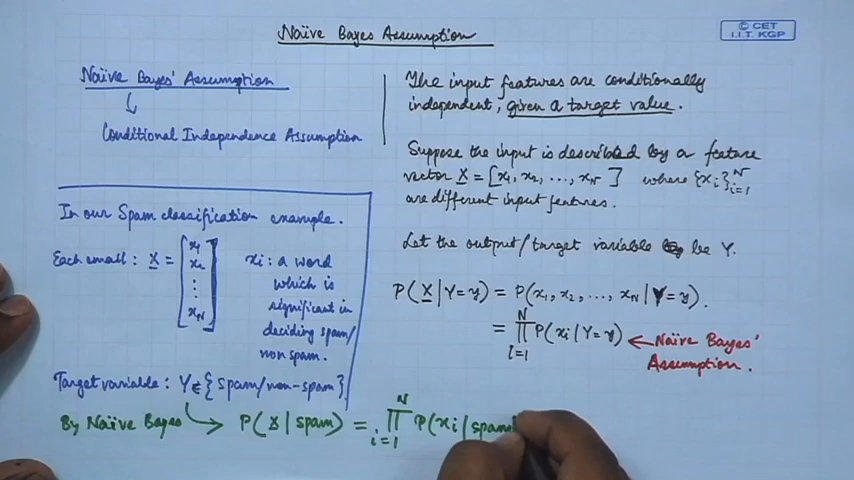 Naïve Bayes Assumption
© CET
I.I.T. KGP
Naïve Bayes' Assumption
Conditional Independence Assumption
The input features are conditionally
independent, given a target value.
Suppose the input is described by a feature
vector X = [x1, x2, ..., xN] where {xi}i=1^N
are different input features.
Let the output/target variable be Y.
P(X | Y=y) = P(x1, x2, ..., xN | Y=y).
= ∏i=1^N P(xi | Y=y)
Naïve Bayes'
Assumption.
In our Spam classification example.
Each email: X = [x1 x2 ⋮ xN] xi: a word
which is
significant in
deciding spam/
non spam.
Target variable: Y ∈ {spam/non-spam}
By Naïve Bayes → P(X | spam) = ∏i=1^N P(xi | spam